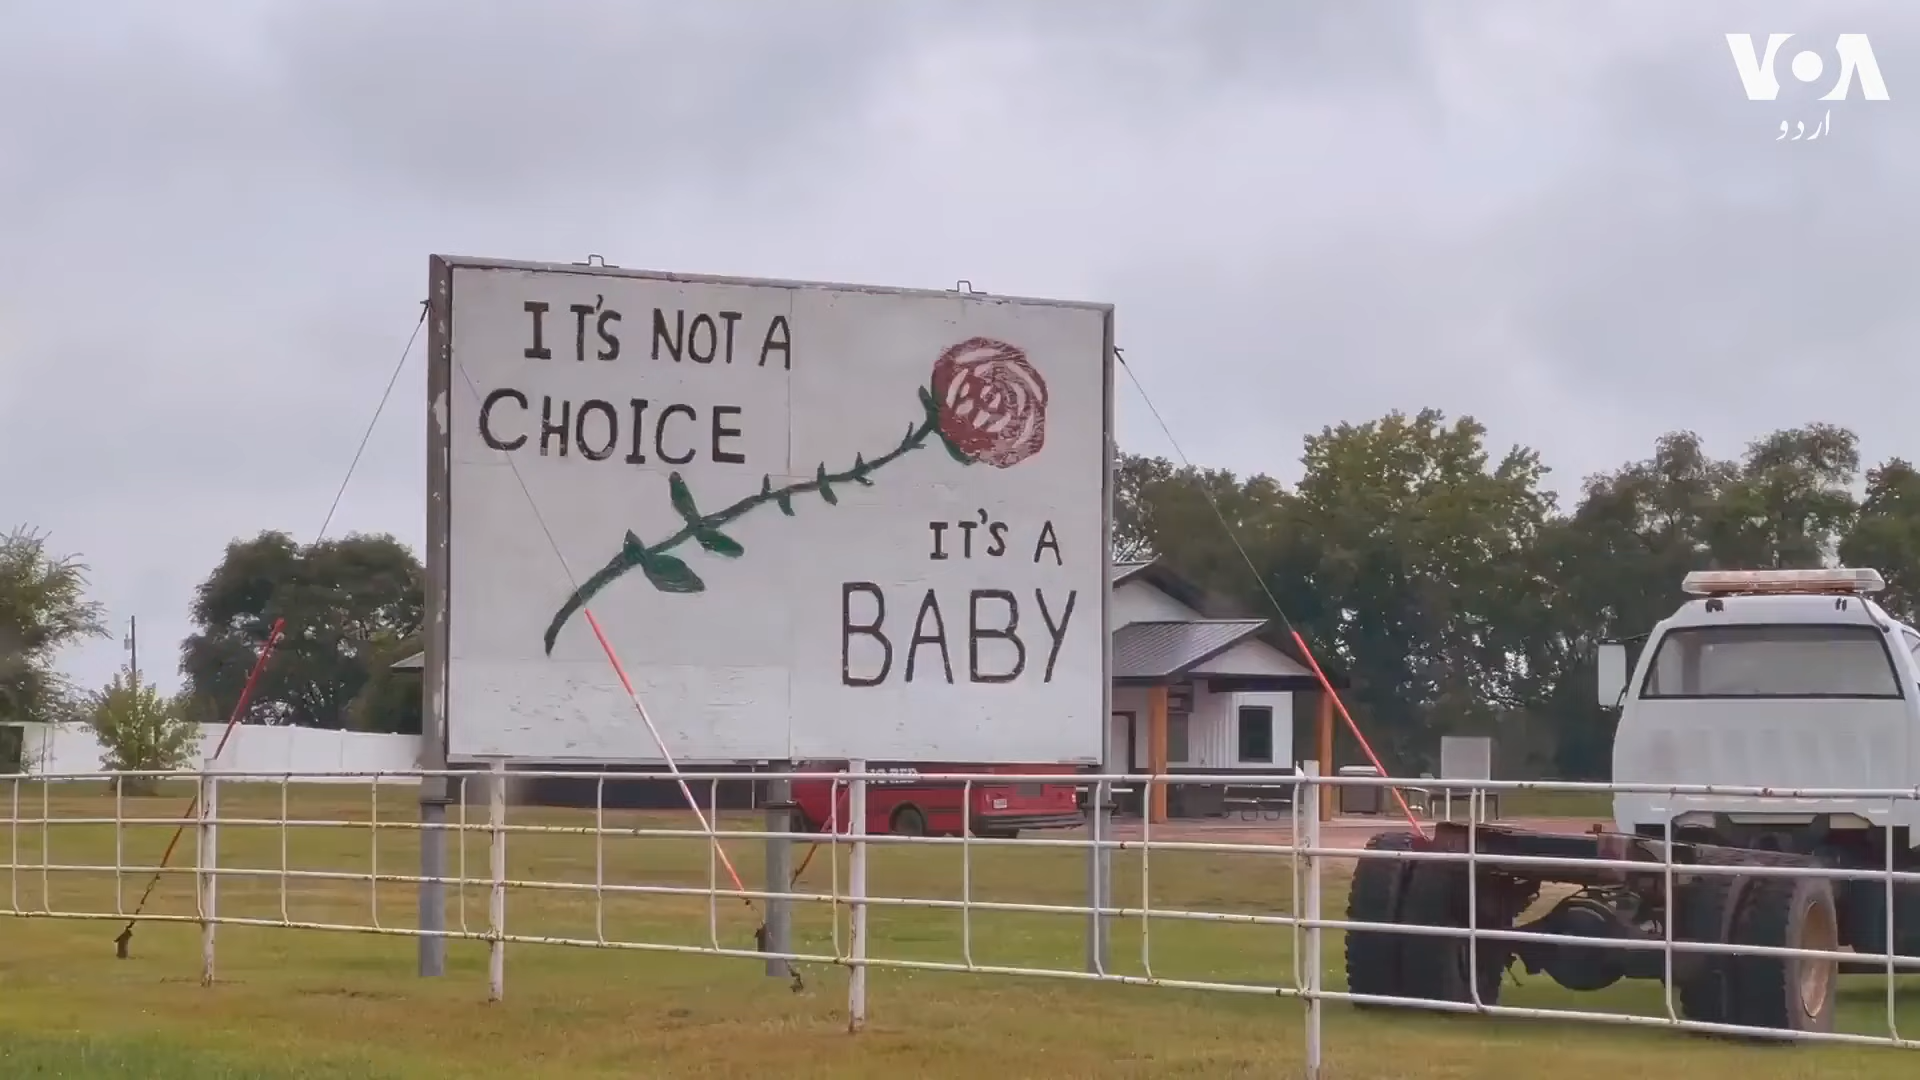 VOA
اردو
IT'S NOT A
CHOICE
IT'S A
BABY